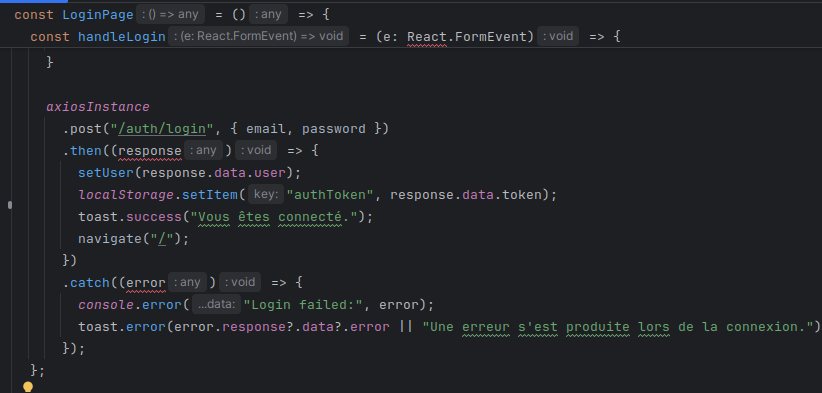 const LoginPage : () => any = () : any => {
const handleLogin : (e: React.FormEvent) => void = (e: React.FormEvent) : void => {
}
axiosInstance
.post("/auth/login", { email, password })
.then((response : any ) : void => {
setUser(response.data.user);
localStorage.setItem( key: "authToken", response.data.token);
toast.success("Vous êtes connecté.");
navigate("/");
})
.catch((error : any ) : void => {
console.error( ...data: "Login failed:", error);
toast.error(error.response?.data?.error || "Une erreur s'est produite lors de la connexion.")
});
};